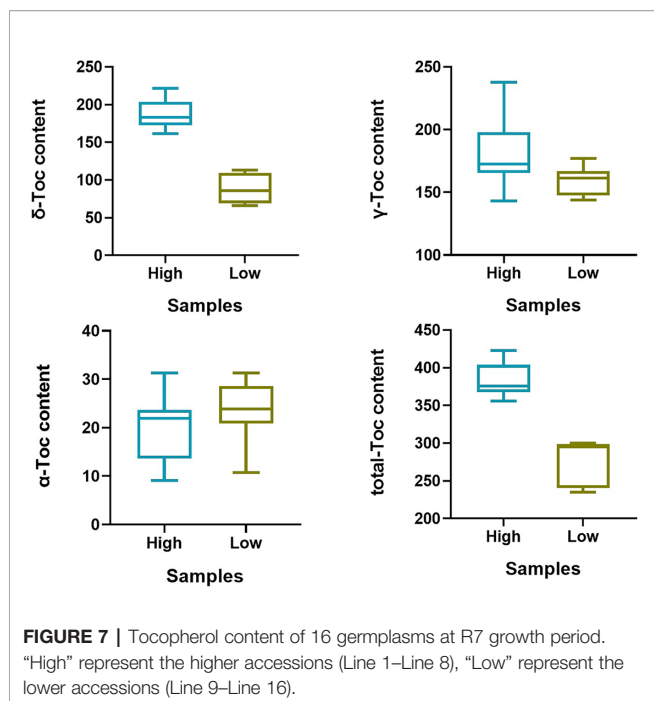 δ-Toc content
250
200
150
100
50
0
High Low
Samples
γ-Toc content
250
200
150
100
High Low
Samples
α-Toc content
40
30
20
10
0
High Low
Samples
total-Toc content
450
400
350
300
250
200
High Low
Samples
FIGURE 7 | Tocopherol content of 16 germplasms at R7 growth period.
“High” represent the higher accessions (Line 1–Line 8), “Low” represent the
lower accessions (Line 9–Line 16).